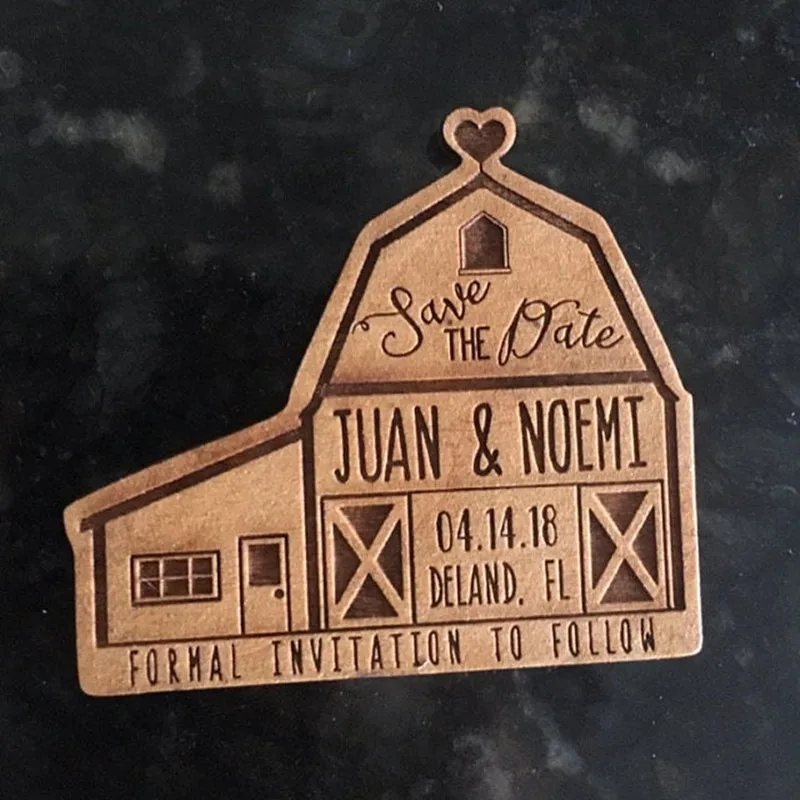 Save THE Date
JUAN & NOEMI
04.14.18
DELAND, FL
FORMAL INVITATION TO FOLLOW